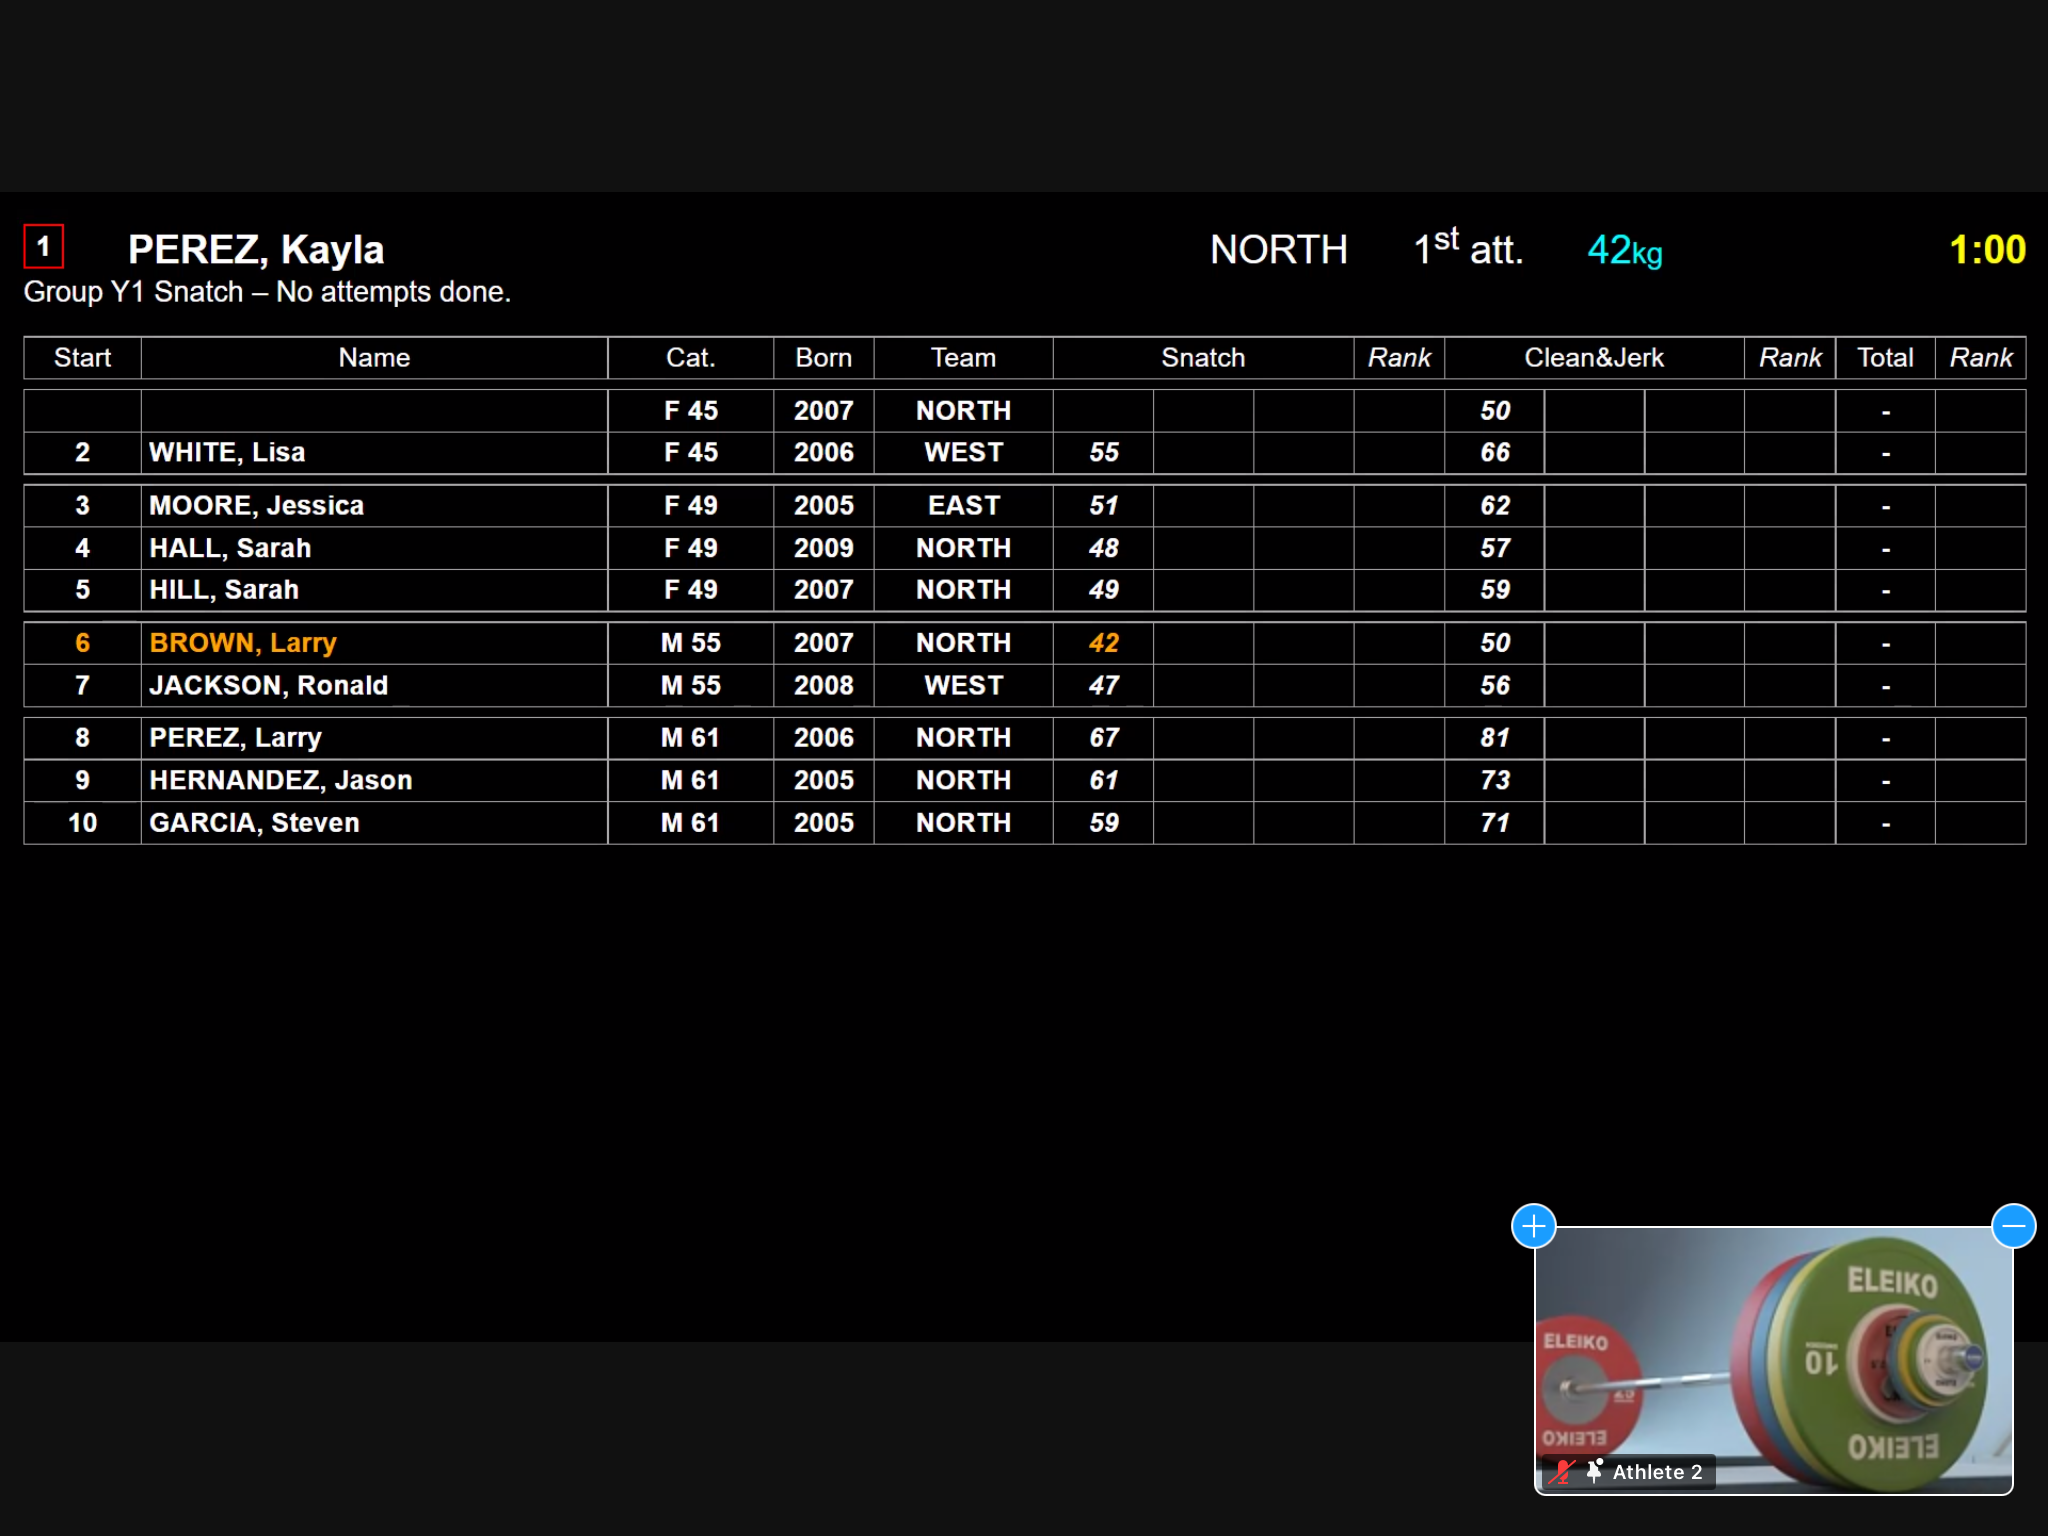 1 PEREZ, Kayla NORTH 1st att. 42kg 1:00
Group Y1 Snatch – No attempts done.
Start Name Cat. Born Team Snatch Rank Clean&Jerk Rank Total Rank
F 45 2007 NORTH 50 -
2 WHITE, Lisa F 45 2006 WEST 55 66 -
3 MOORE, Jessica F 49 2005 EAST 51 62 -
4 HALL, Sarah F 49 2009 NORTH 48 57 -
5 HILL, Sarah F 49 2007 NORTH 49 59 -
6 BROWN, Larry M 55 2007 NORTH 42 50 -
7 JACKSON, Ronald M 55 2008 WEST 47 56 -
8 PEREZ, Larry M 61 2006 NORTH 67 81 -
9 HERNANDEZ, Jason M 61 2005 NORTH 61 73 -
10 GARCIA, Steven M 61 2005 NORTH 59 71 -
ELEIKO
ELEIKO
10
25
ELEIKO
ELEIKO
Athlete 2